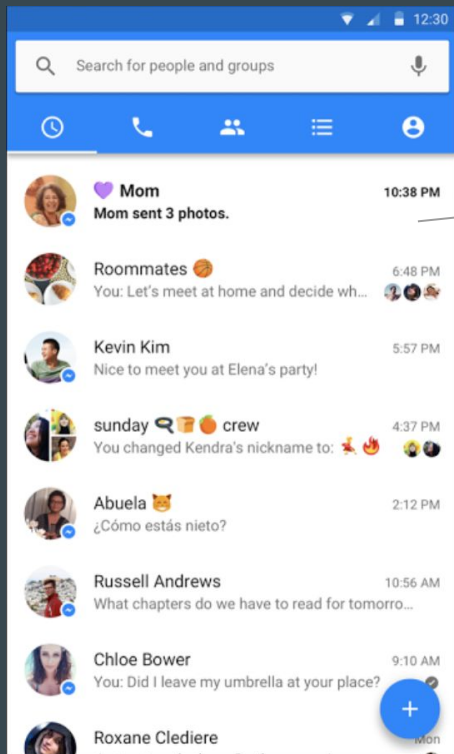 12:30
Search for people and groups
💜 Mom
10:38 PM
Mom sent 3 photos.
Roommates 🏀
6:48 PM
You: Let's meet at home and decide wh...
Kevin Kim
5:57 PM
Nice to meet you at Elena's party!
sunday 🍳🍞🍊 crew
4:37 PM
You changed Kendra's nickname to: 💃🔥
Abuela 😸
2:12 PM
¿Cómo estás nieto?
Russell Andrews
10:56 AM
What chapters do we have to read for tomorro...
Chloe Bower
9:10 AM
You: Did I leave my umbrella at your place?
Roxane Clediere
Mon